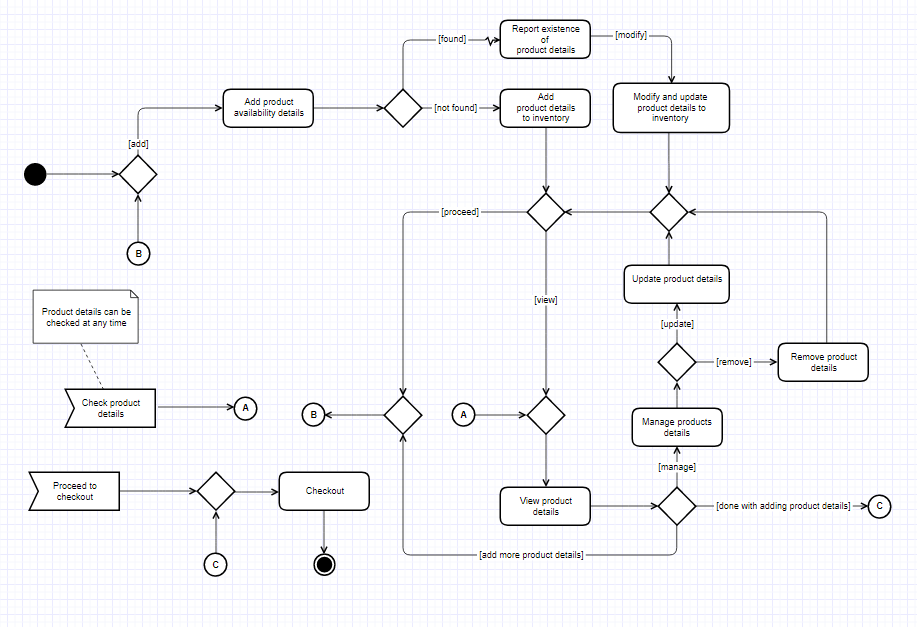 Report existence
of
product details
[found]
[modify]
Add product
availability details
[not found]
Add
product details
to inventory
Modify and update
product details to
inventory
[add]
B
[proceed]
[view]
Update product details
Product details can be
checked at any time
[update]
[remove]
Remove product
details
Check product
details
A
B
A
Manage products
details
[manage]
Proceed to
checkout
Checkout
View product
details
[done with adding product details]
C
C
[add more product details]